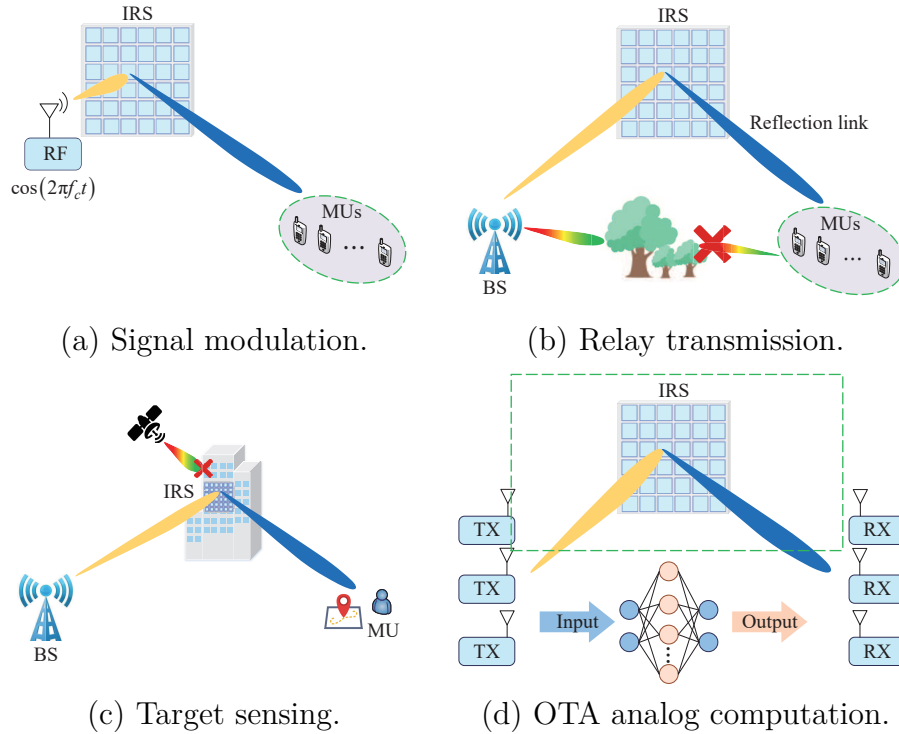 IRS
RF
cos(2πf_c t)
MUs
...
(a) Signal modulation.
IRS
Reflection link
BS
MUs
...
(b) Relay transmission.
IRS
BS
MU
(c) Target sensing.
IRS
TX
RX
TX
RX
Input
Output
TX
RX
(d) OTA analog computation.